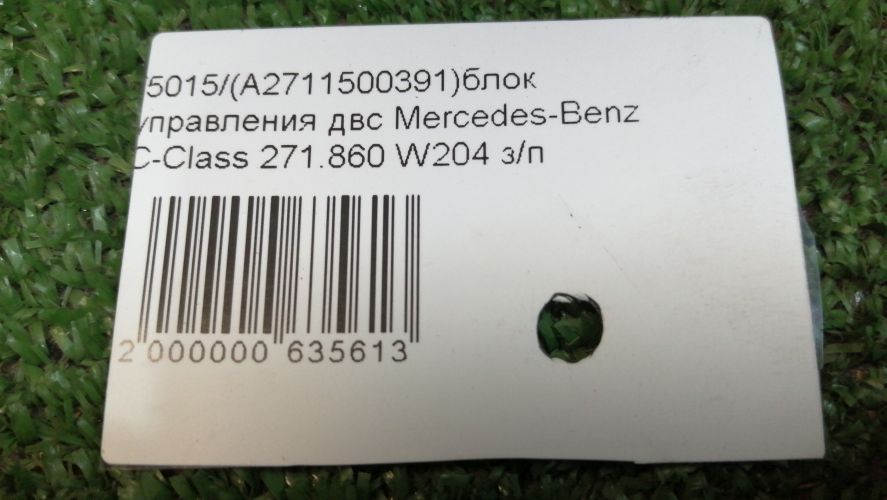 5015/(A2711500391)блок
управления двс Mercedes-Benz
C-Class 271.860 W204 з/п
2 000000 635613